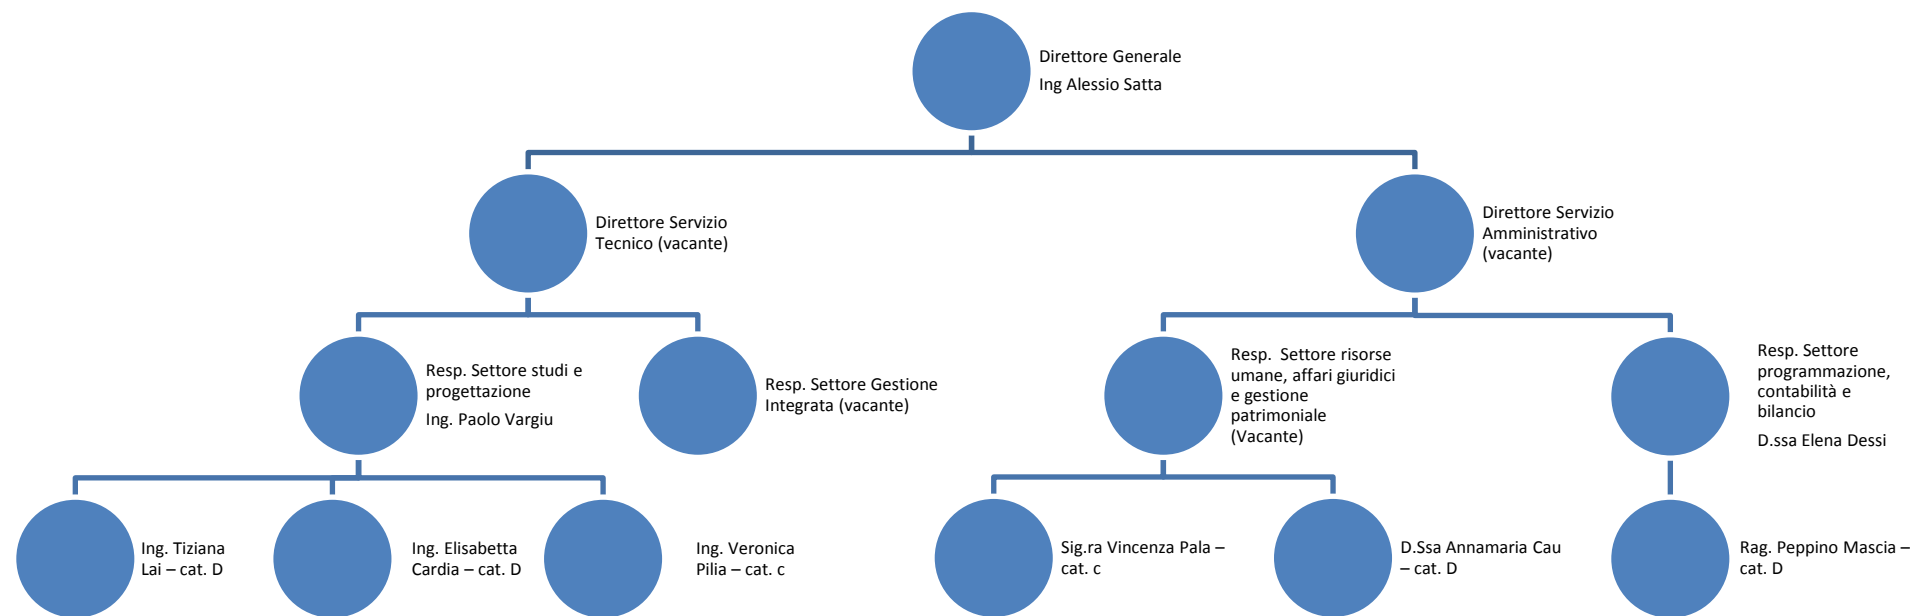 Direttore Generale
Ing Alessio Satta
Direttore Servizio
Tecnico (vacante)
Direttore Servizio
Amministrativo
(vacante)
Resp. Settore studi e
progettazione
Ing. Paolo Vargiu
Resp. Settore Gestione
Integrata (vacante)
Resp.  Settore risorse
umane, affari giuridici
e gestione
patrimoniale
(Vacante)
Resp. Settore
programmazione,
contabilità e
bilancio
D.ssa Elena Dessi
Ing. Tiziana
Lai – cat. D
Ing. Elisabetta
Cardia – cat. D
Ing. Veronica
Pilia – cat. c
Sig.ra Vincenza Pala –
cat. c
D.Ssa Annamaria Cau
– cat. D
Rag. Peppino Mascia –
cat. D